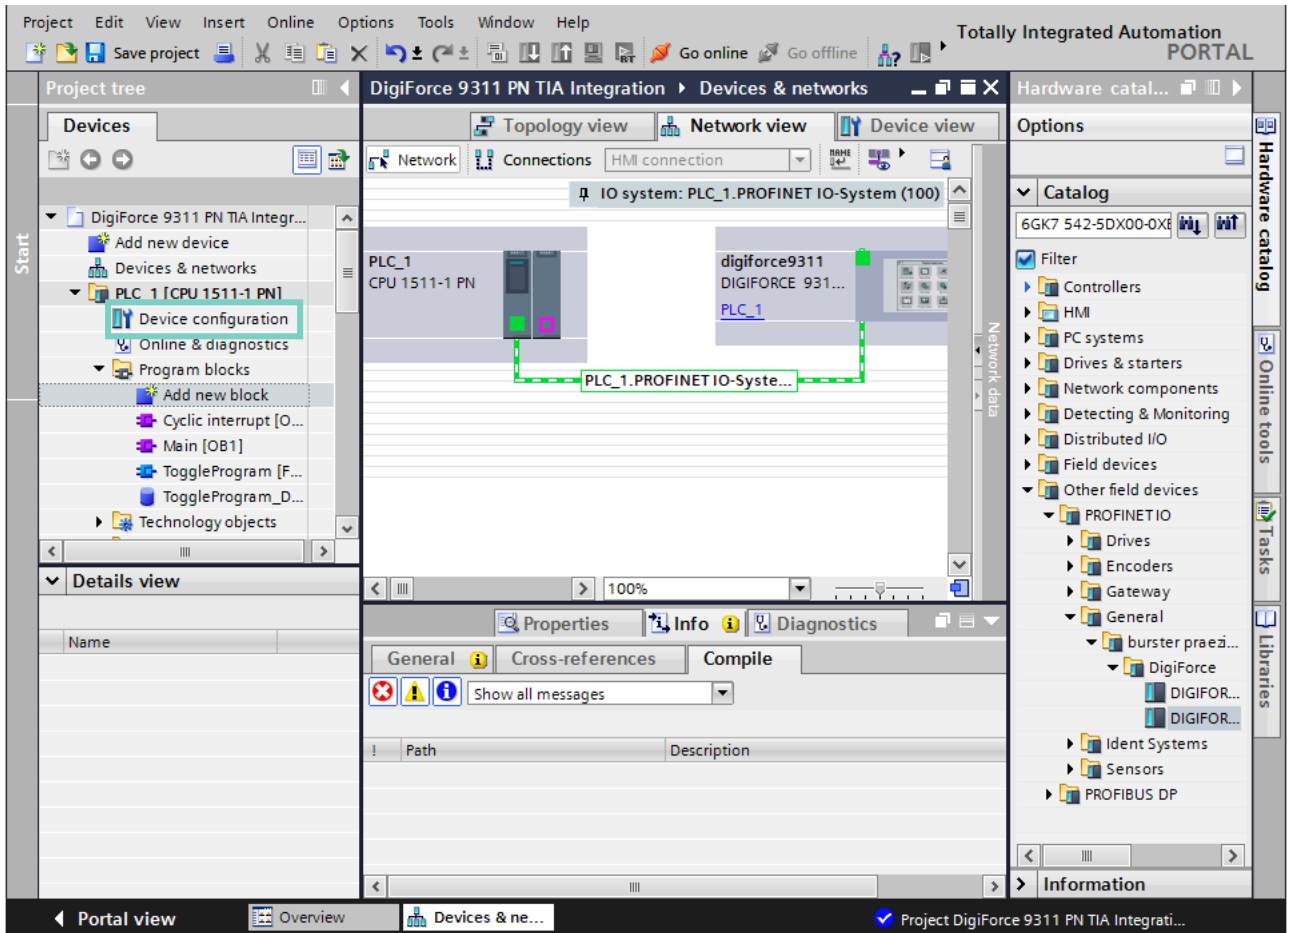 Project Edit View Insert Online Options Tools Window Help
Totally Integrated Automation
PORTAL
Save project
Go online
Go offline
Project tree
DigiForce 9311 PN TIA Integration
Devices & networks
Hardware catal...
Devices
Topology view
Network view
Device view
Options
Network
Connections
HMI connection
IO system: PLC_1.PROFINET IO-System (100)
Start
DigiForce 9311 PN TIA Integr...
Add new device
Devices & networks
PLC_1 [CPU 1511-1 PN]
Device configuration
Online & diagnostics
Program blocks
Add new block
Cyclic interrupt [O...
Main [OB1]
ToggleProgram [F...
ToggleProgram_D...
Technology objects
Details view
Name
PLC_1
CPU 1511-1 PN
digiforce9311
DIGIFORCE 931...
PLC_1
PLC_1.PROFINET IO-Syste...
Network data
100%
Properties
Info
Diagnostics
General
Cross-references
Compile
Show all messages
! Path Description
Catalog
6GK7 542-5DX00-0XE
Filter
Controllers
HMI
PC systems
Drives & starters
Network components
Detecting & Monitoring
Distributed I/O
Field devices
Other field devices
PROFINET IO
Drives
Encoders
Gateway
General
burster praezi...
DigiForce
DIGIFOR...
DIGIFOR...
Ident Systems
Sensors
PROFIBUS DP
Information
Hardware catalog
Online tools
Tasks
Libraries
Portal view
Overview
Devices & ne...
Project DigiForce 9311 PN TIA Integrati...